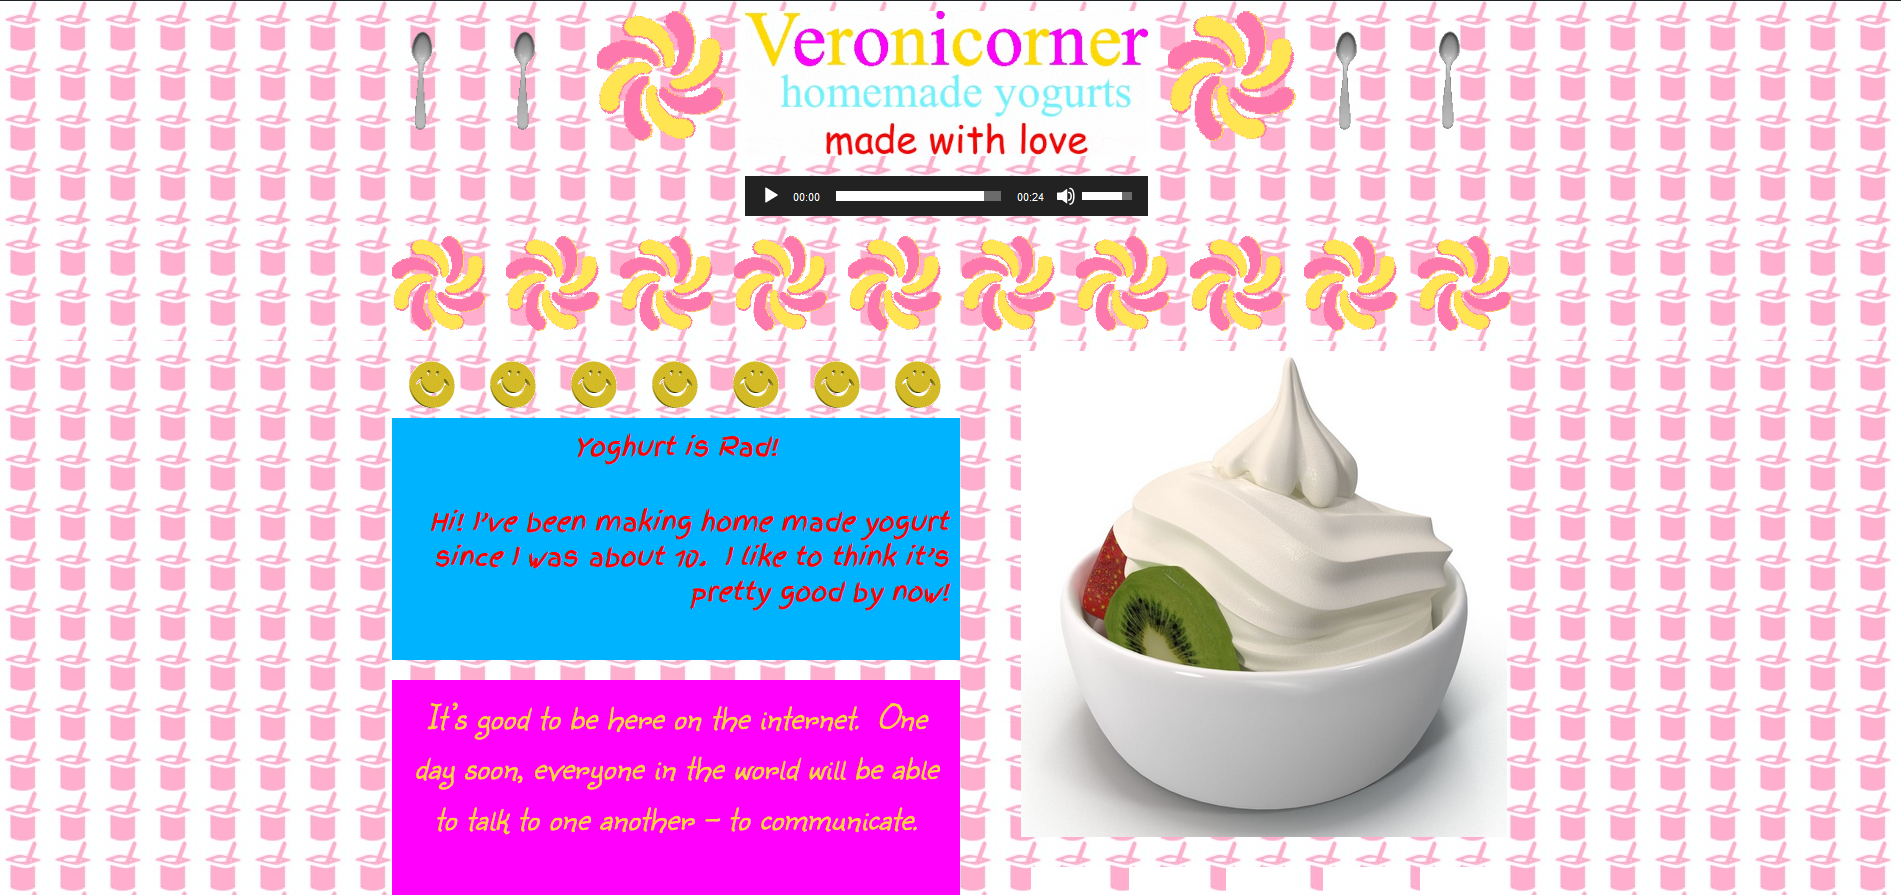 Veronicorner
homemade yogurts
made with love
00:00 00:24
Yoghurt is Rad!
Hi! I've been making home made yogurt
since I was about 10.  I like to think it's
pretty good by now!
It's good to be here on the internet.  One
day soon, everyone in the world will be able
to talk to one another – to communicate.